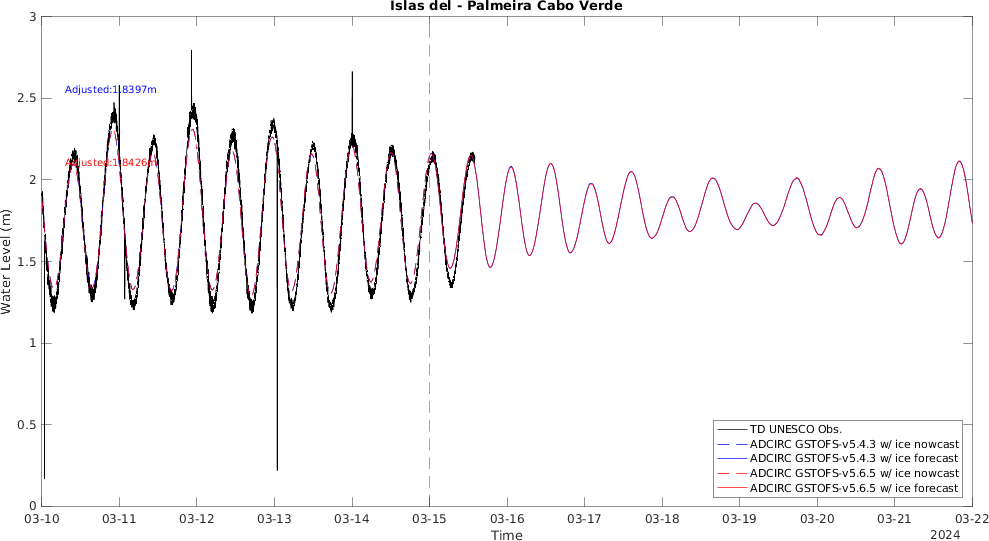 Islas del - Palmeira Cabo Verde
3
2.5
2
1.5
1
0.5
0
Water Level (m)
Adjusted:1.8397m
Adjusted:1.8426m
TD UNESCO Obs.
ADCIRC GSTOFS-v5.4.3 w/ ice nowcast
ADCIRC GSTOFS-v5.4.3 w/ ice forecast
ADCIRC GSTOFS-v5.6.5 w/ ice nowcast
ADCIRC GSTOFS-v5.6.5 w/ ice forecast
03-10 03-11 03-12 03-13 03-14 03-15 03-16 03-17 03-18 03-19 03-20 03-21 03-22
Time
2024